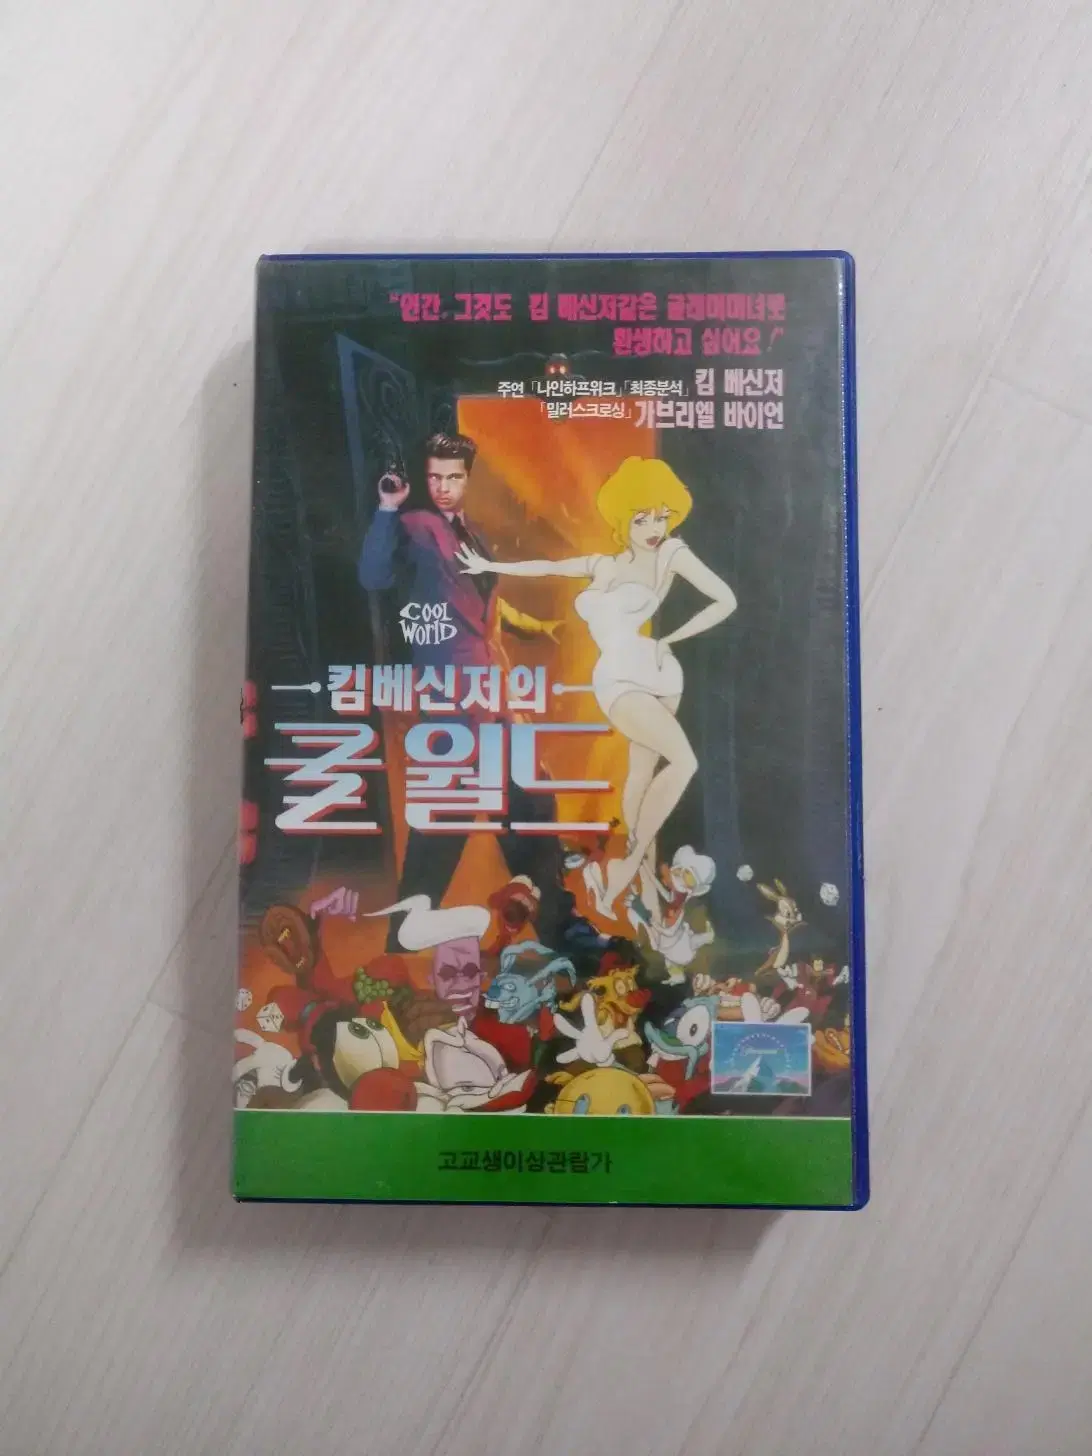 "인간, 그것도 킴 베신저같은 글래머미녀로
환생하고 싶어요!"
주연 「나인하프위크」「최종분석」 킴 베신저
「밀러스크로싱」 가브리엘 바이언
COOL
WORLD
킴베신저의
쿨 월드
Paramount
고교생이상관람가